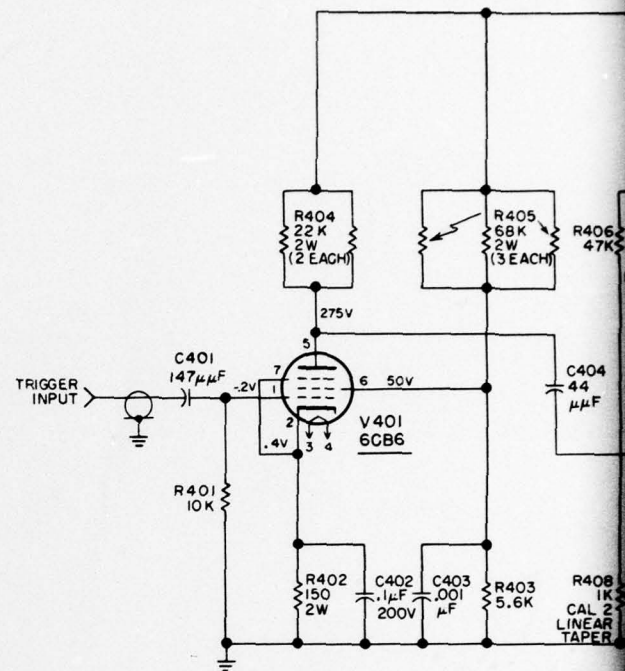 R404
22K
2W
(2 EACH)
R405
68K
2W
(3 EACH)
R406
47K
275V
C401
147µµF
5
7
1
2
-.2V
6
50V
C404
44
µµF
TRIGGER
INPUT
V401
6CB6
3
4
.4V
R401
10K
R402
150
2W
C402
.1µF
200V
C403
.001
µF
R403
5.6K
R408
1K
CAL 2
LINEAR
TAPER